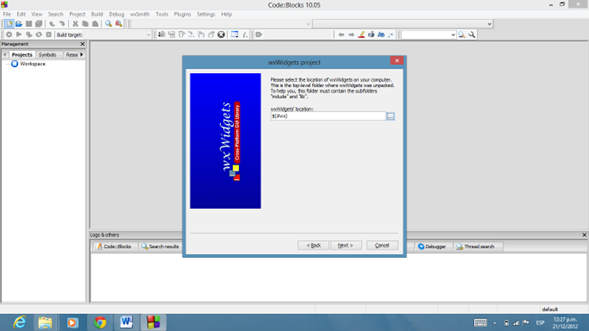 Code::Blocks 10.05
File Edit View Search Project Build Debug wxSmith Tools Plugins Settings Help
Build target:
Management
Projects Symbols Resou
Workspace
wxWidgets project
wxWidgets
Cross-Platform GUI Library
Please select the location of wxWidgets on your computer.
This is the top-level folder where wxWidgets was unpacked.
To help you, this folder must contain the subfolders
"include" and "lib".
wxWidgets' location:
$(#wx)
< Back Next > Cancel
Logs & others
Code::Blocks Search results Debugger Thread search
default
ESP
12:27 p.m.
21/12/2012